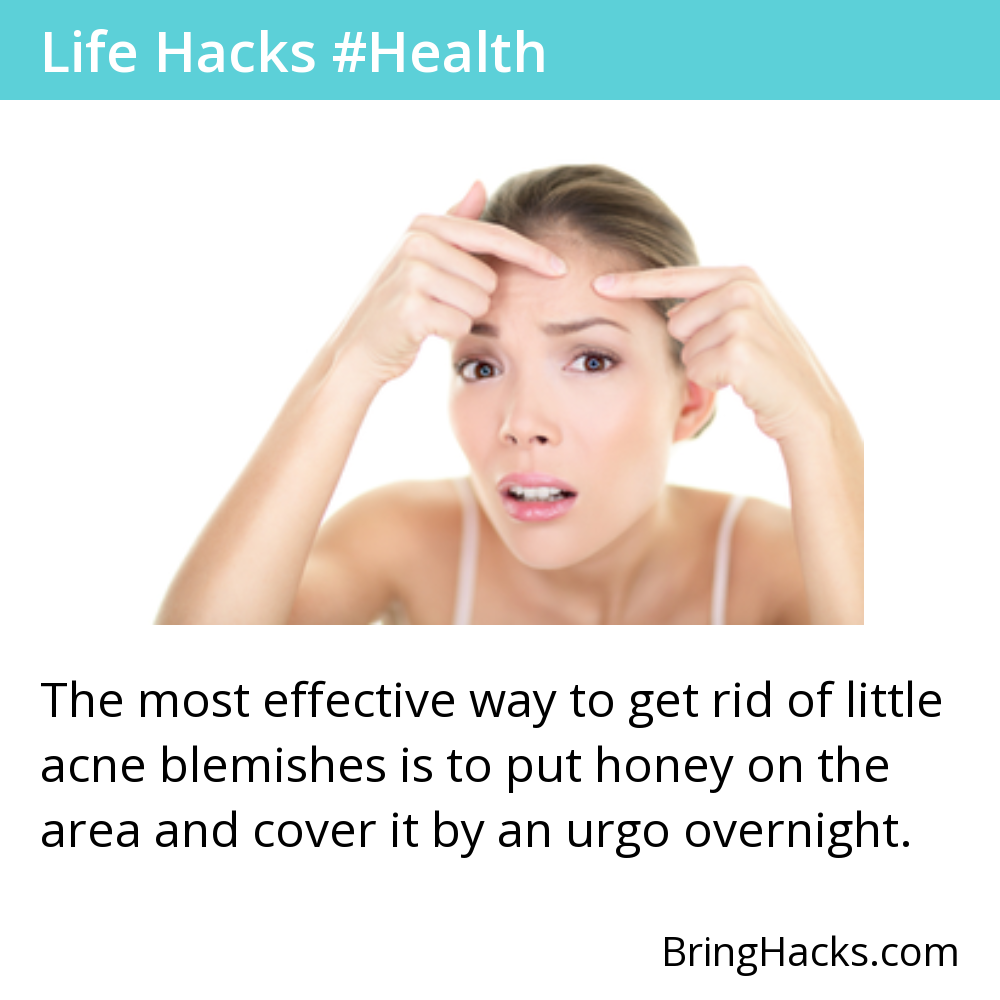 Life Hacks #Health
The most effective way to get rid of little
acne blemishes is to put honey on the
area and cover it by an urgo overnight.
BringHacks.com